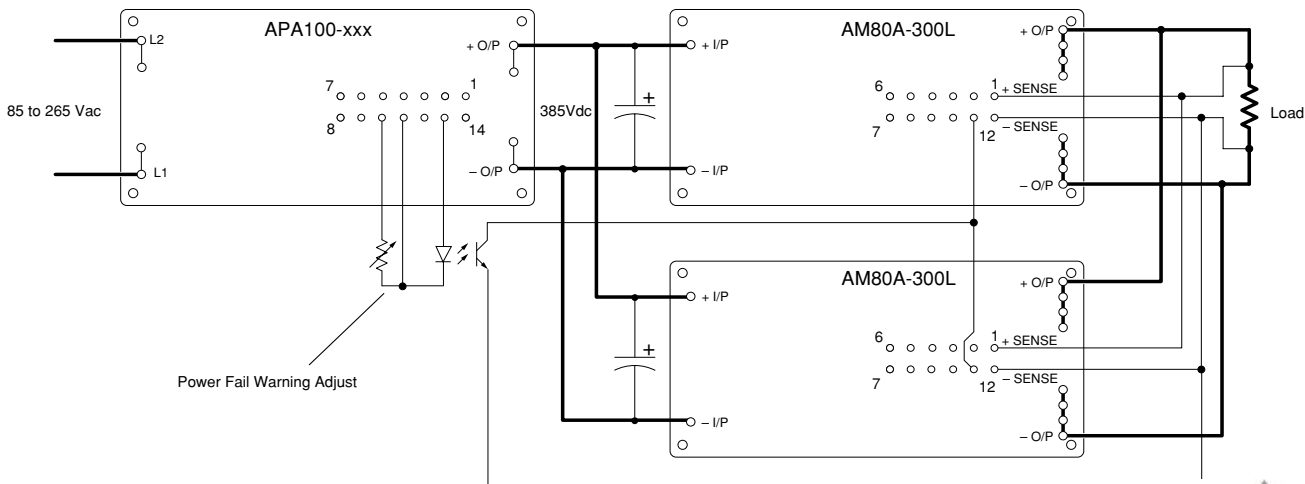 APA100-xxx
AM80A-300L
L2
+ O/P
+ I/P
+ O/P
7
1
6
1
+ SENSE
85 to 265 Vac
8
14
385Vdc
+
7
12
– SENSE
Load
L1
– O/P
– I/P
– O/P
AM80A-300L
+ I/P
+ O/P
6
1
+ SENSE
+
7
12
– SENSE
Power Fail Warning Adjust
– I/P
– O/P